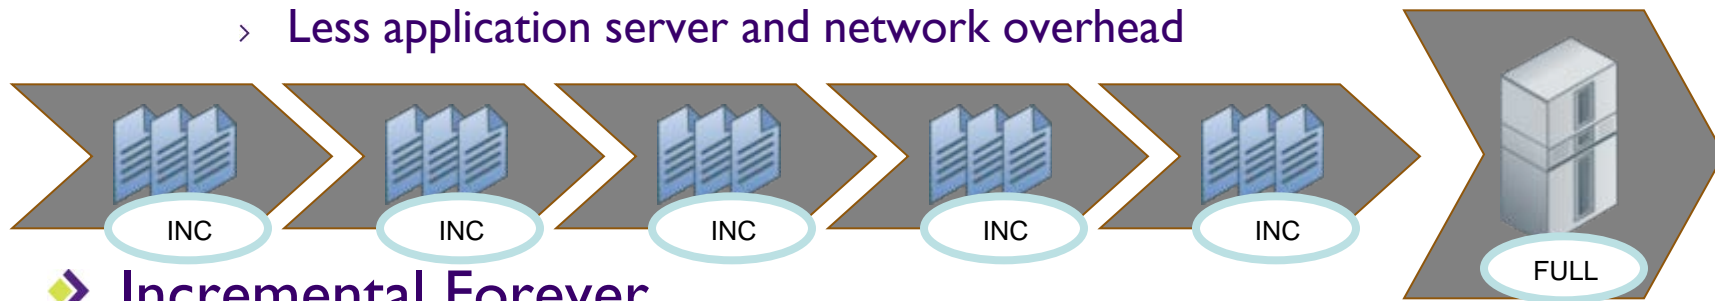 › Less application server and network overhead
INC INC INC INC INC
FULL
Incremental Forever